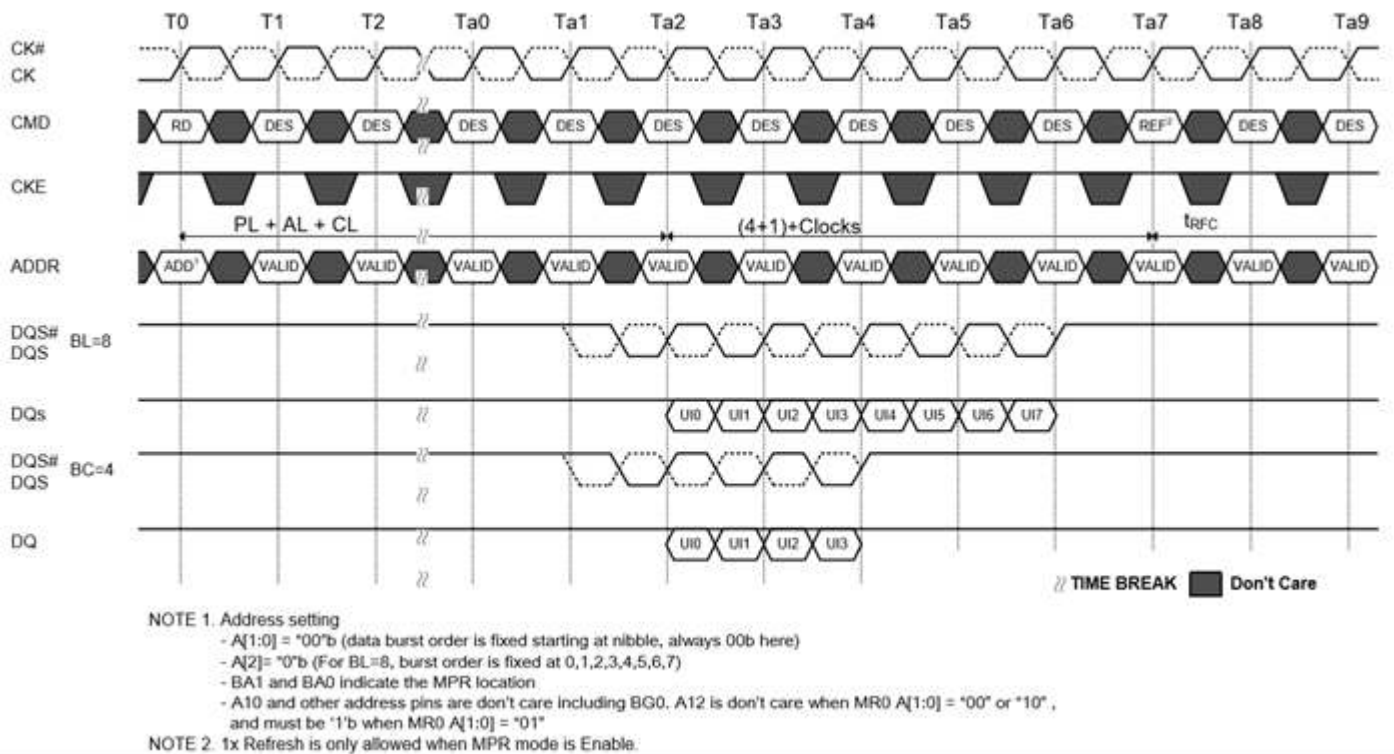 T0 T1 T2 Ta0 Ta1 Ta2 Ta3 Ta4 Ta5 Ta6 Ta7 Ta8 Ta9
CK#
CK
CMD RD DES DES DES DES DES DES DES DES DES REF² DES DES
CKE
PL + AL + CL (4+1)+Clocks tRFC
ADDR ADD¹ VALID VALID VALID VALID VALID VALID VALID VALID VALID VALID VALID VALID
DQS# BL=8
DQS
DQs UI0 UI1 UI2 UI3 UI4 UI5 UI6 UI7
DQS# BC=4
DQS
DQ UI0 UI1 UI2 UI3
TIME BREAK Don't Care
NOTE 1. Address setting
- A[1:0] = "00"b (data burst order is fixed starting at nibble, always 00b here)
- A[2]= "0"b (For BL=8, burst order is fixed at 0,1,2,3,4,5,6,7)
- BA1 and BA0 indicate the MPR location
- A10 and other address pins are don't care including BG0. A12 is don't care when MR0 A[1:0] = "00" or "10" ,
and must be '1'b when MR0 A[1:0] = "01"
NOTE 2. 1x Refresh is only allowed when MPR mode is Enable.